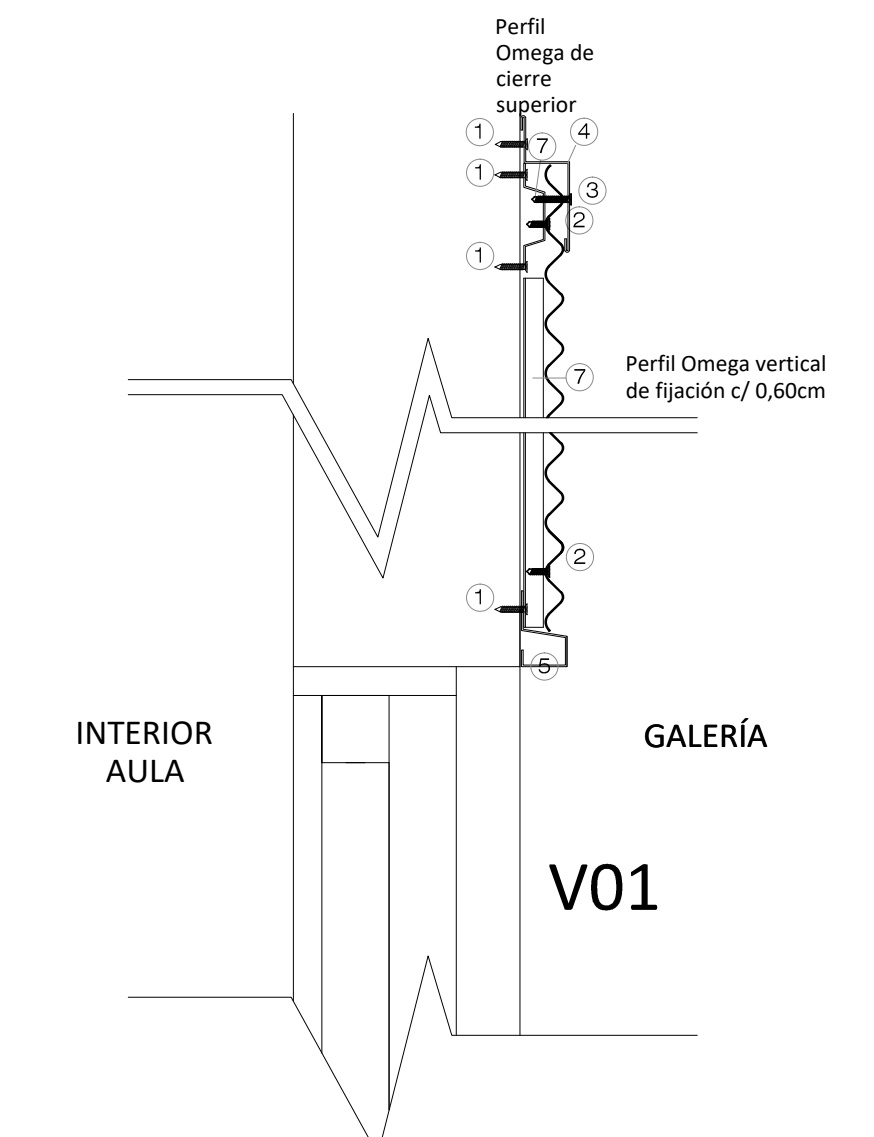 Perfil
Omega de
cierre
superior
1
7
4
1
3
2
1
Perfil Omega vertical
de fijación c/ 0,60cm
7
2
1
5
INTERIOR
AULA
GALERÍA
V01